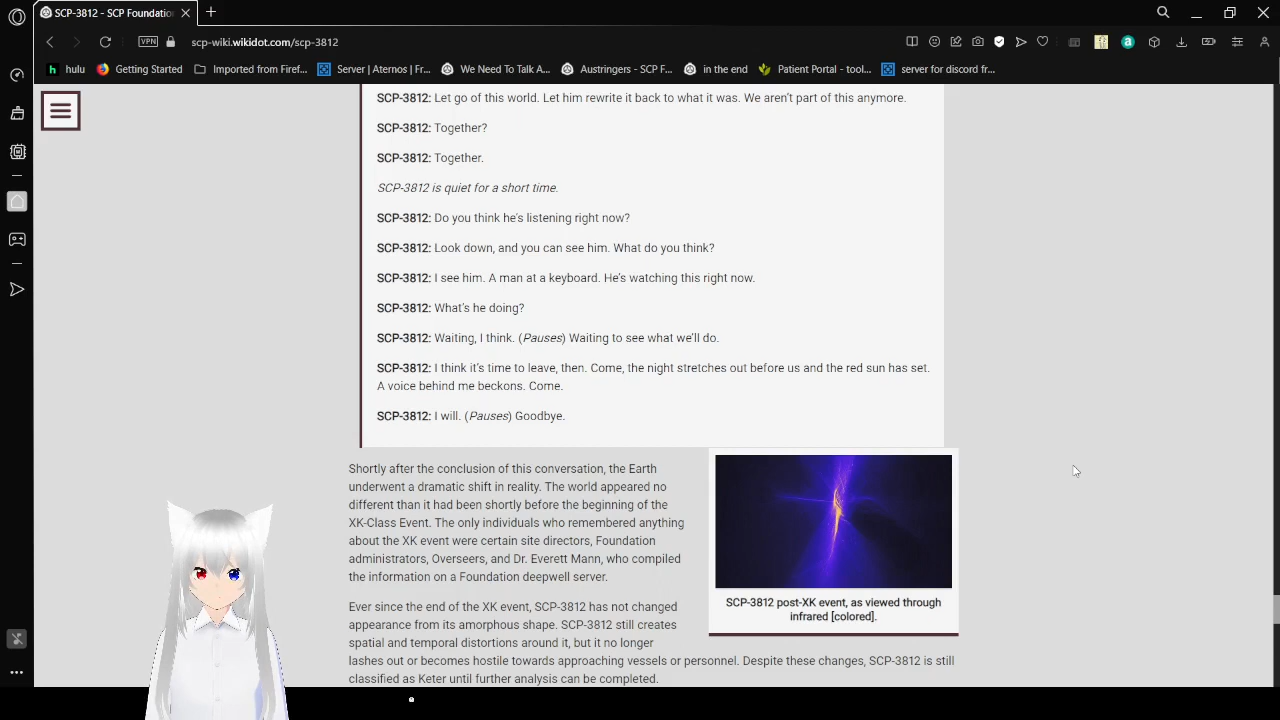 SCP-3812 - SCP Foundatio
VPN
scp-wiki.wikidot.com/scp-3812
hulu
Getting Started
Imported from Firef...
Server | Aternos | Fr...
We Need To Talk A...
Austringers - SCP F...
in the end
Patient Portal - tool...
server for discord fr...
SCP-3812: Let go of this world. Let him rewrite it back to what it was. We aren't part of this anymore.
SCP-3812: Together?
SCP-3812: Together.
SCP-3812 is quiet for a short time.
SCP-3812: Do you think he's listening right now?
SCP-3812: Look down, and you can see him. What do you think?
SCP-3812: I see him. A man at a keyboard. He's watching this right now.
SCP-3812: What's he doing?
SCP-3812: Waiting, I think. (Pauses) Waiting to see what we'll do.
SCP-3812: I think it's time to leave, then. Come, the night stretches out before us and the red sun has set.
A voice behind me beckons. Come.
SCP-3812: I will. (Pauses) Goodbye.
Shortly after the conclusion of this conversation, the Earth
underwent a dramatic shift in reality. The world appeared no
different than it had been shortly before the beginning of the
XK-Class Event. The only individuals who remembered anything
about the XK event were certain site directors, Foundation
administrators, Overseers, and Dr. Everett Mann, who compiled
the information on a Foundation deepwell server.
SCP-3812 post-XK event, as viewed through
infrared [colored].
Ever since the end of the XK event, SCP-3812 has not changed
appearance from its amorphous shape. SCP-3812 still creates
spatial and temporal distortions around it, but it no longer
lashes out or becomes hostile towards approaching vessels or personnel. Despite these changes, SCP-3812 is still
classified as Keter until further analysis can be completed.